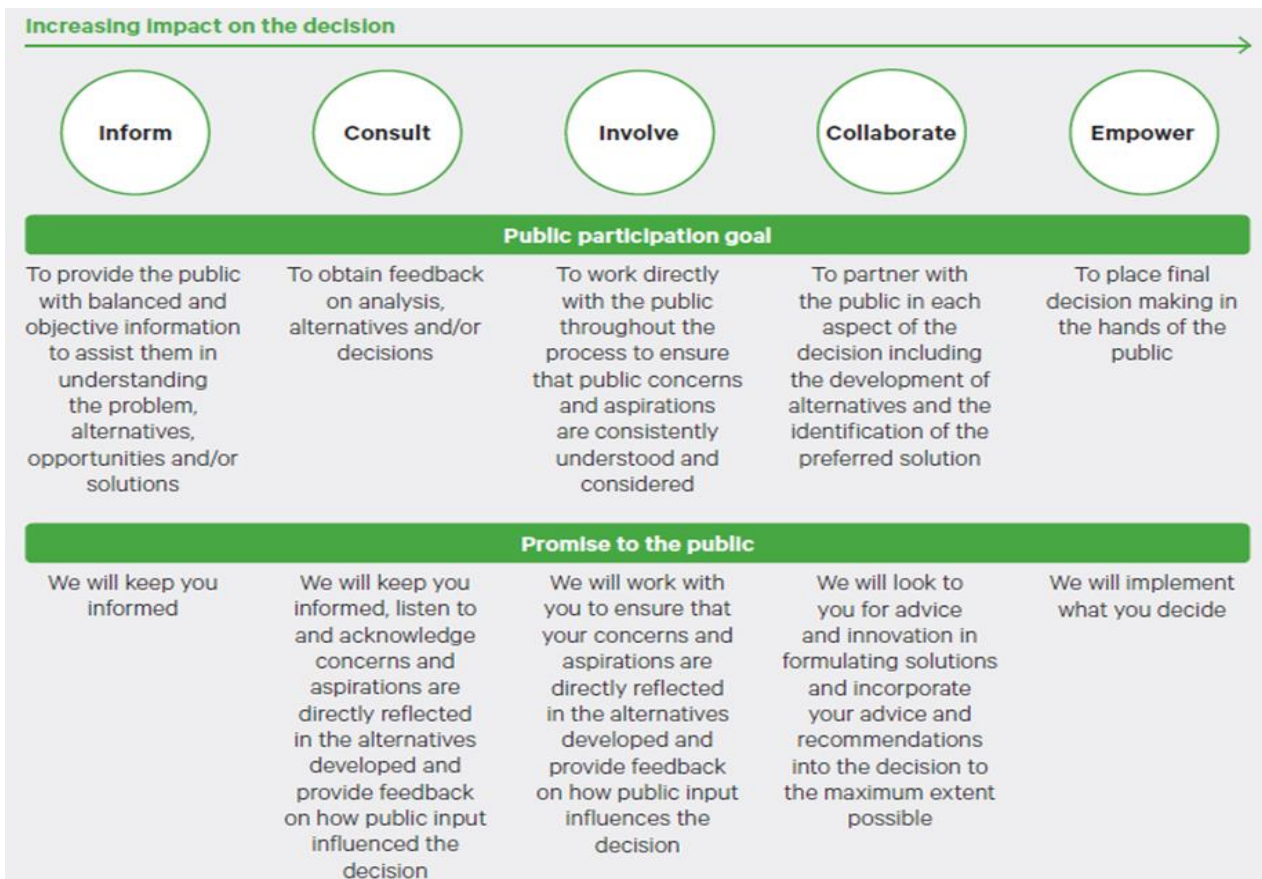 Increasing impact on the decision
Inform
Consult
Involve
Collaborate
Empower
Public participation goal
To provide the public
with balanced and
objective information
to assist them in
understanding
the problem,
alternatives,
opportunities and/or
solutions
To obtain feedback
on analysis,
alternatives and/or
decisions
To work directly
with the public
throughout the
process to ensure
that public concerns
and aspirations
are consistently
understood and
considered
To partner with
the public in each
aspect of the
decision including
the development of
alternatives and the
identification of the
preferred solution
To place final
decision making in
the hands of the
public
Promise to the public
We will keep you
informed
We will keep you
informed, listen to
and acknowledge
concerns and
aspirations are
directly reflected
in the alternatives
developed and
provide feedback
on how public input
influenced the
decision
We will work with
you to ensure that
your concerns and
aspirations are
directly reflected
in the alternatives
developed and
provide feedback
on how public input
influences the
decision
We will look to
you for advice
and innovation in
formulating solutions
and incorporate
your advice and
recommendations
into the decision to
the maximum extent
possible
We will implement
what you decide